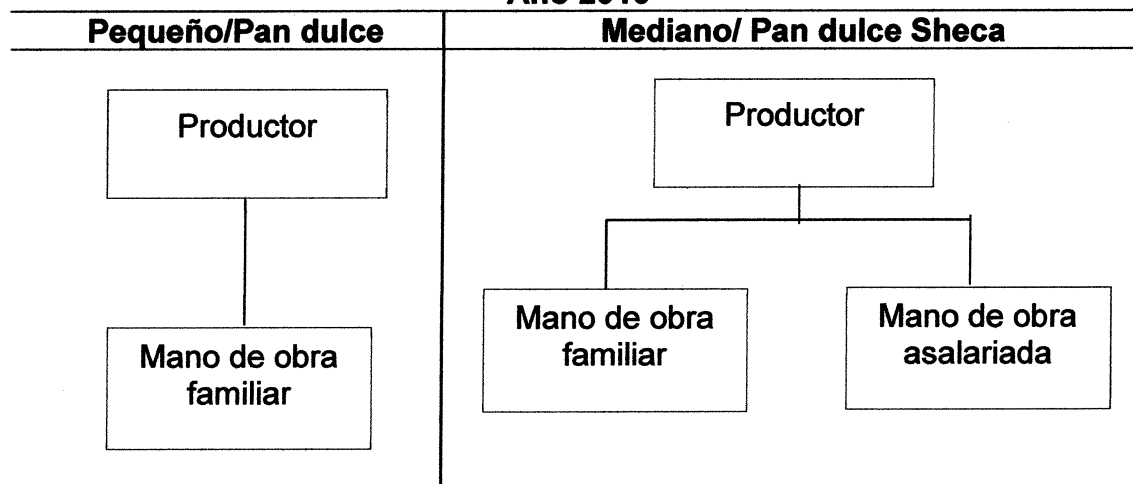 Pequeño/Pan dulce
Productor
Mano de obra
familiar
Mediano/ Pan dulce Sheca
Productor
Mano de obra
familiar
Mano de obra
asalariada